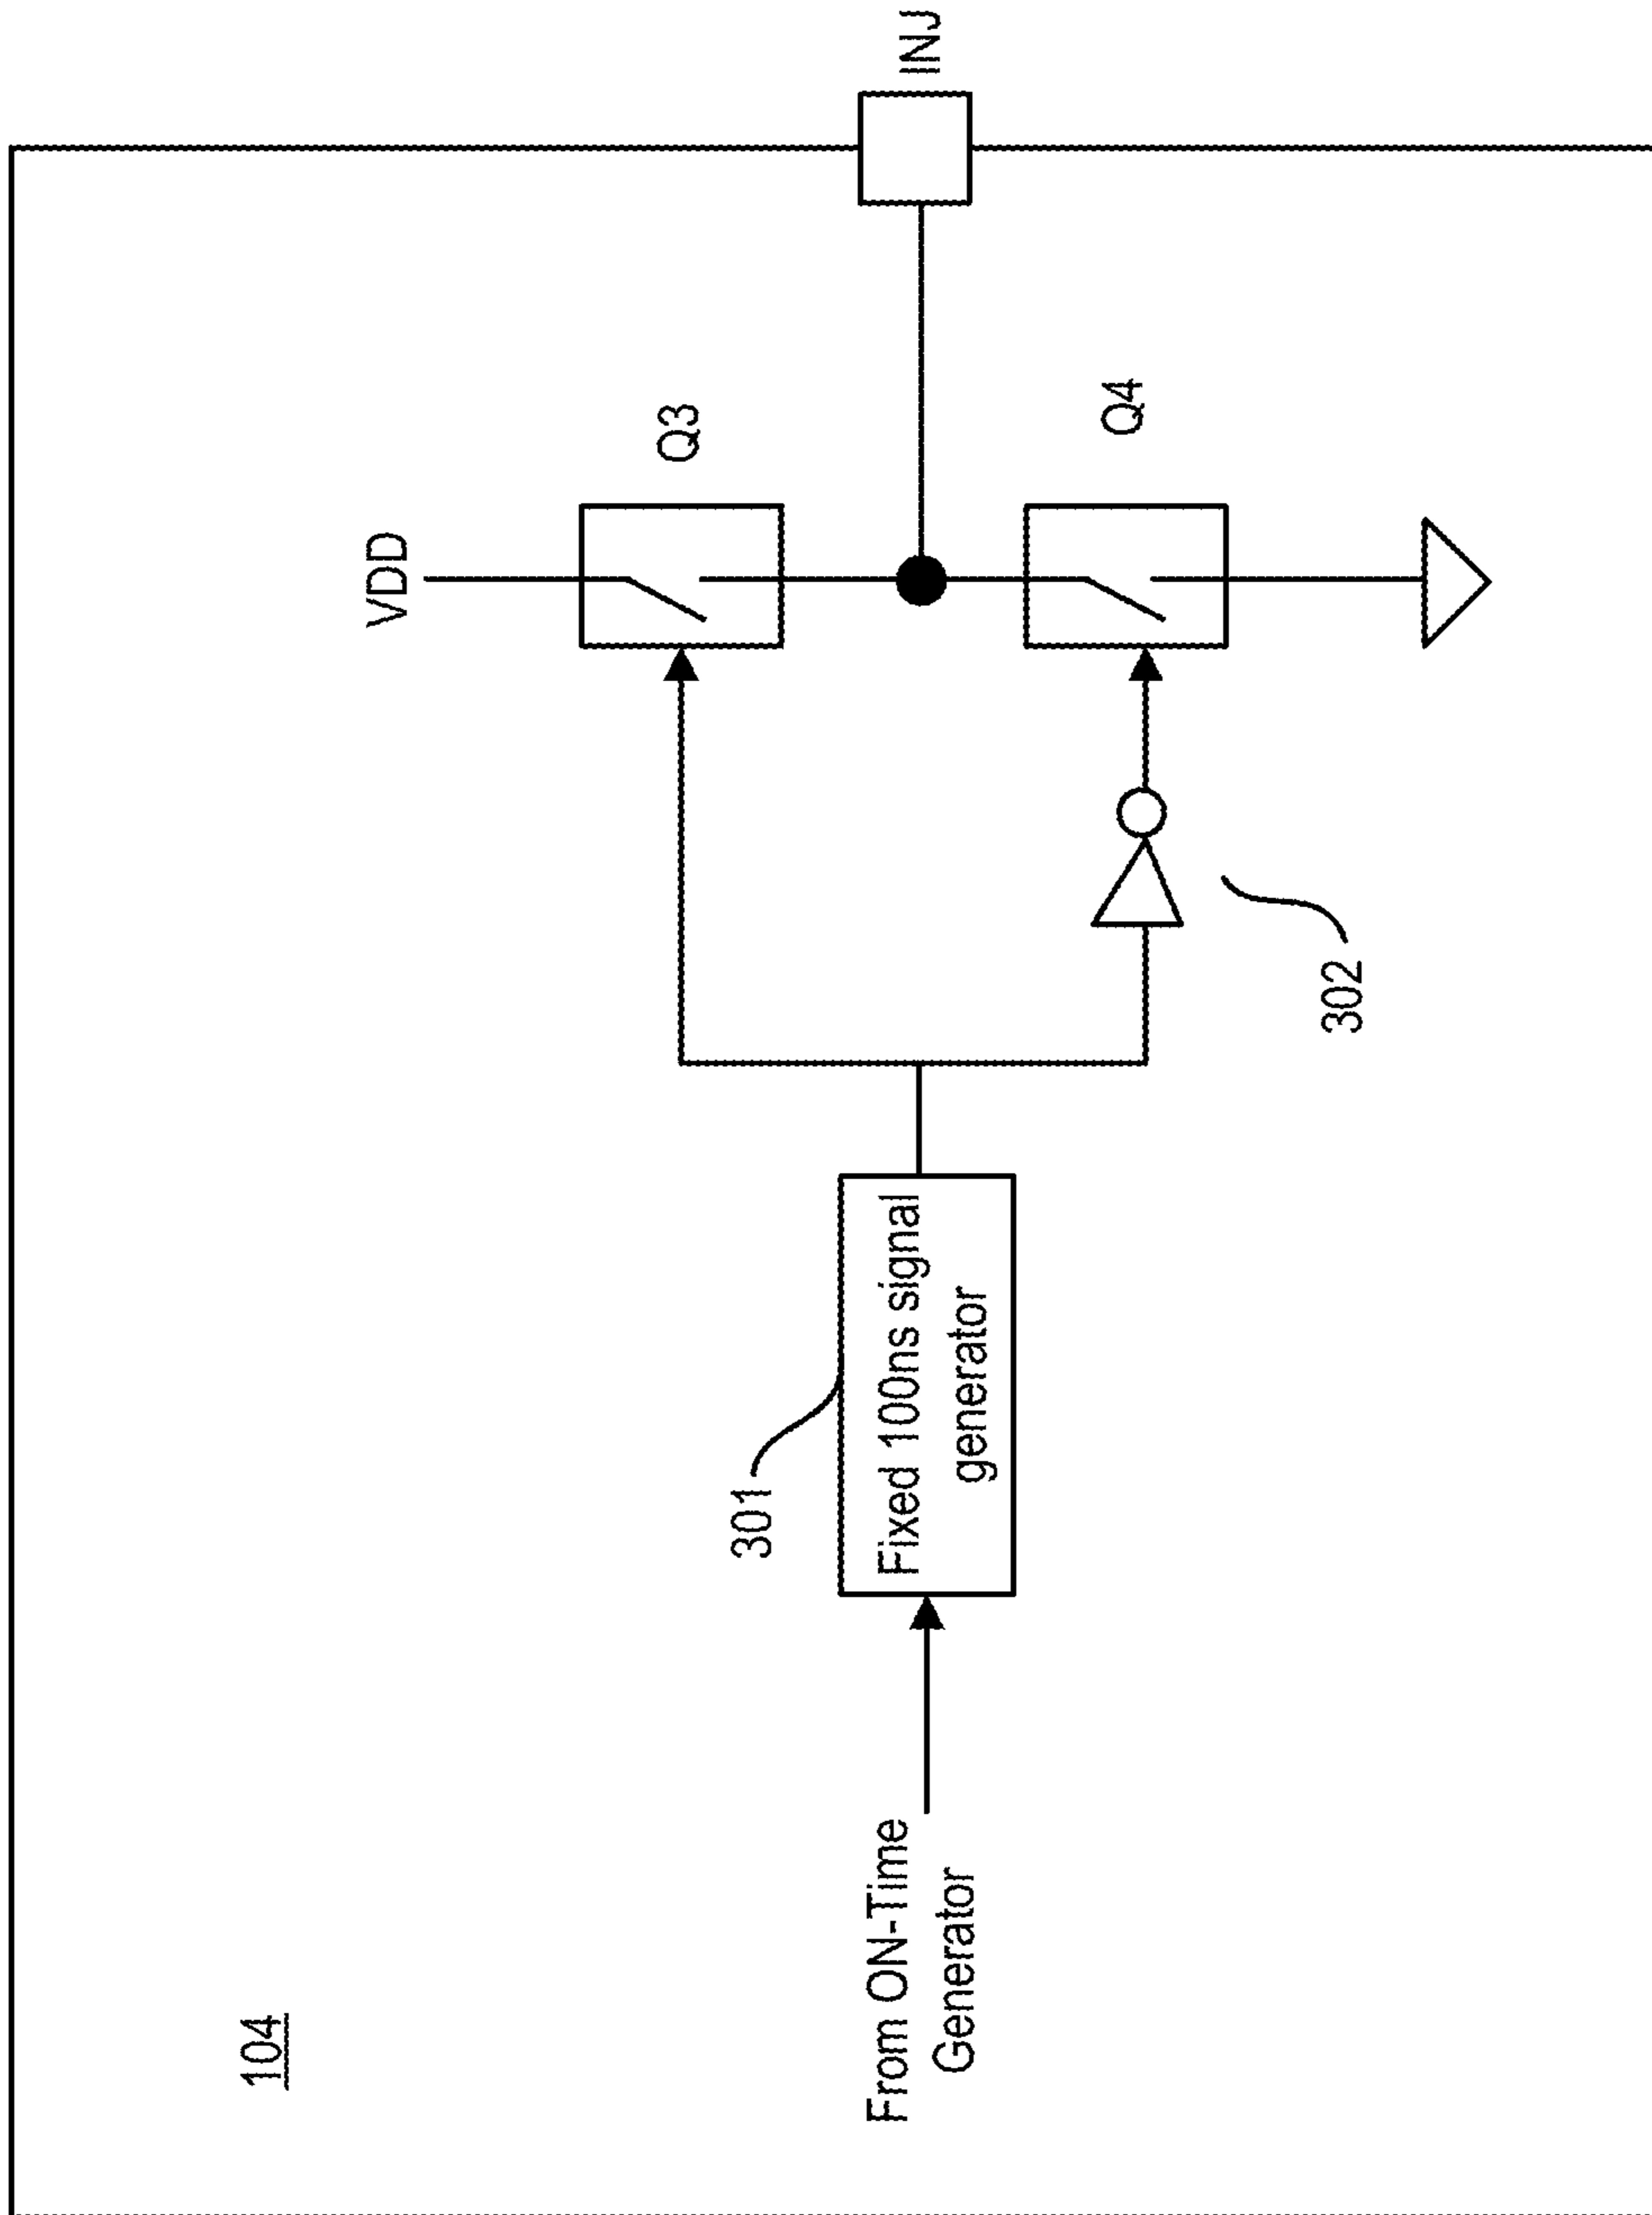 104
VDD
Q3
INJ
301
Fixed 100ns signal
generator
From ON-Time
Generator
Q4
302